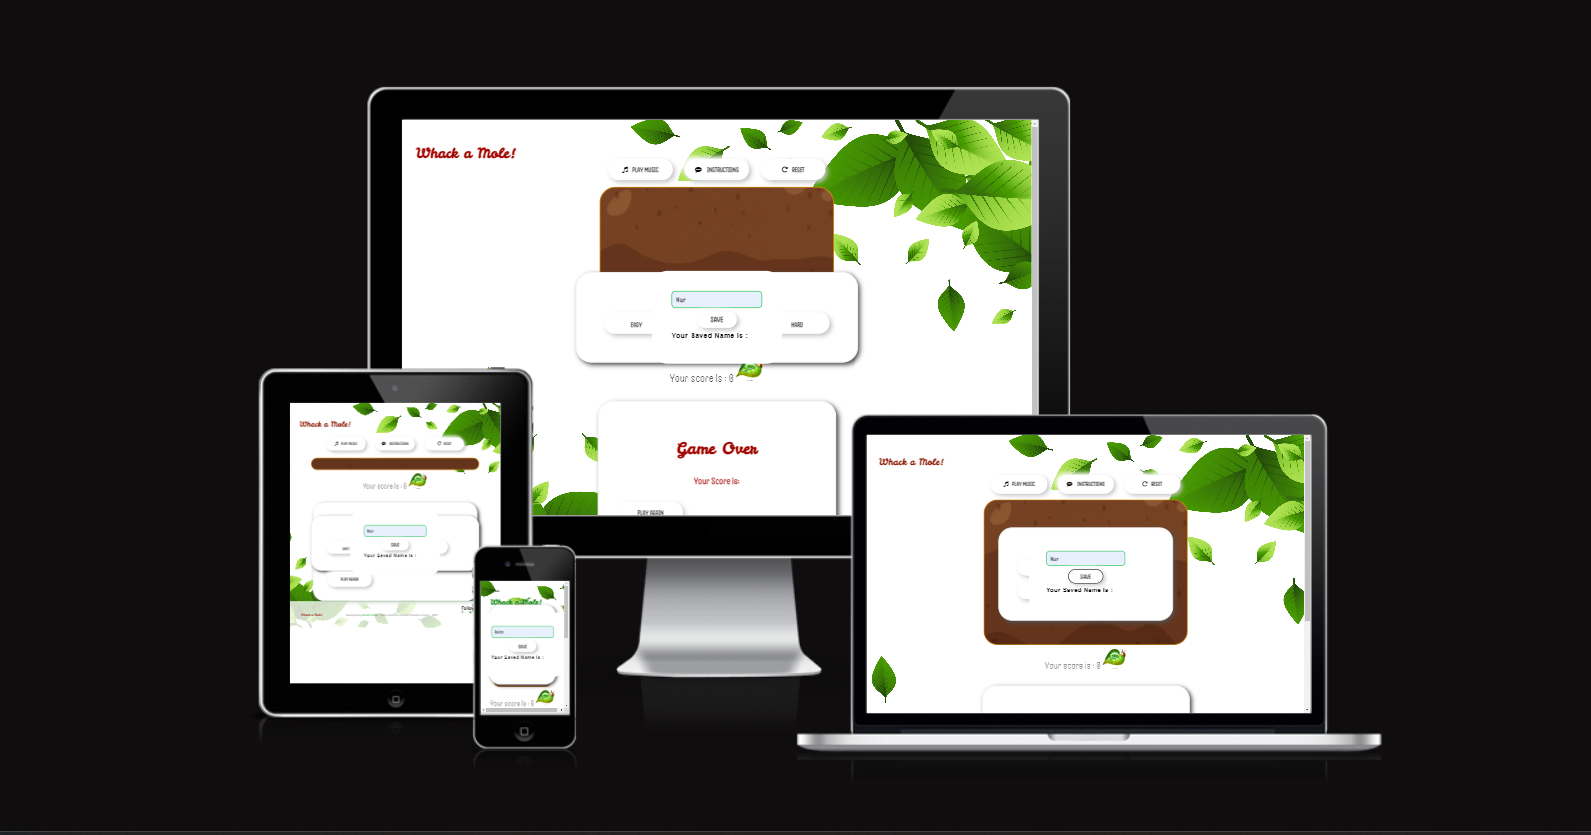 Whack a Mole!
PLAY MUSIC
INSTRUCTIONS
RESET
Nur
EASY
SAVE
HARD
Your Saved Name Is :
Your score Is : 0
Game Over
Your Score Is:
PLAY AGAIN
Whack a Mole!
PLAY MUSIC
INSTRUCTIONS
RESET
Your score Is : 0
Nur
SAVE
Your Saved Name Is :
PLAY AGAIN
Whack a Mole!
Whack a Mole!
SAVE
Your Saved Name Is :
Your score Is : 0
Whack a Mole!
PLAY MUSIC
INSTRUCTIONS
RESET
Nur
SAVE
Your Saved Name Is :
Your score Is : 0